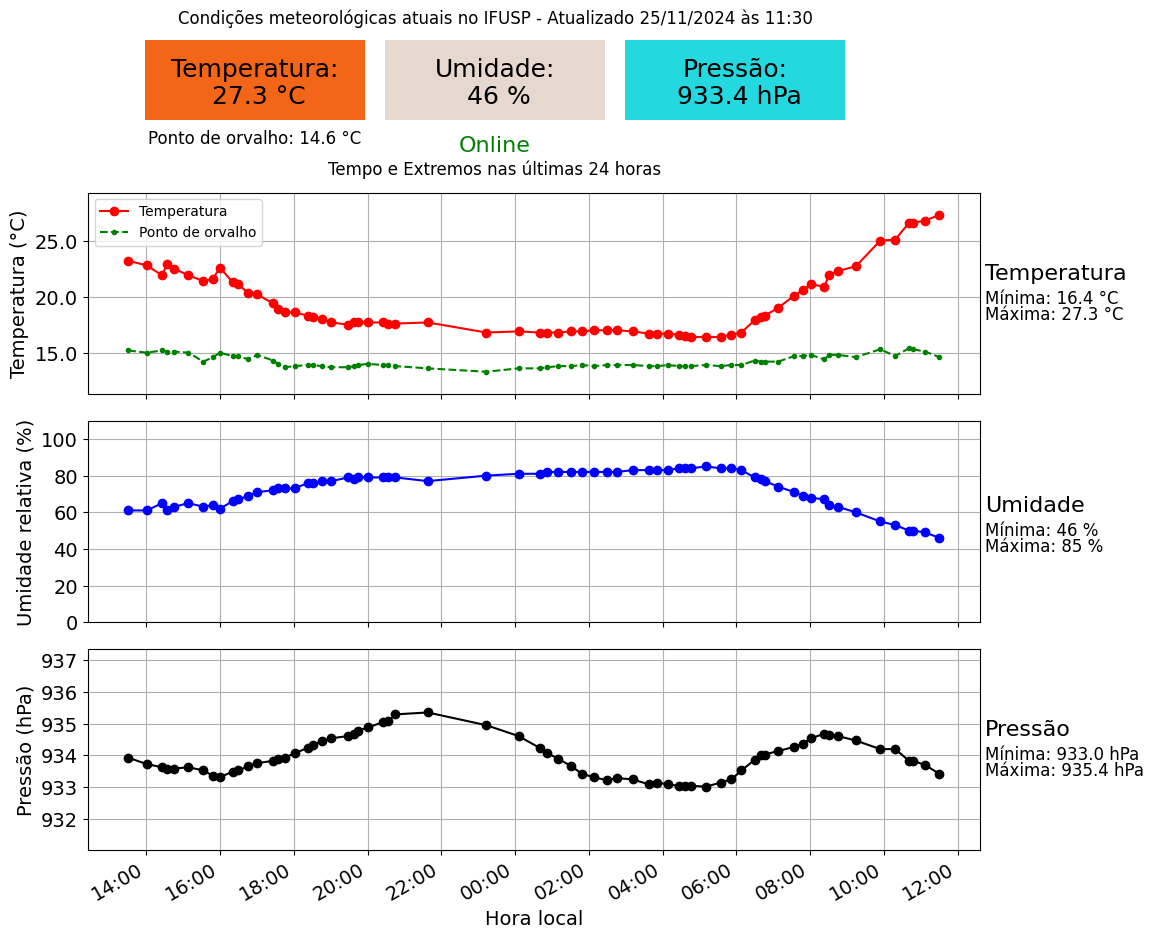 Condições meteorológicas atuais no IFUSP - Atualizado 25/11/2024 às 11:30
Temperatura:
27.3 °C
Umidade:
46 %
Pressão:
933.4 hPa
Ponto de orvalho: 14.6 °C
Online
Tempo e Extremos nas últimas 24 horas
Temperatura (°C)
25.0
20.0
15.0
Temperatura
Ponto de orvalho
Temperatura
Mínima: 16.4 °C
Máxima: 27.3 °C
Umidade relativa (%)
100
80
60
40
20
0
Umidade
Mínima: 46 %
Máxima: 85 %
Pressão (hPa)
937
936
935
934
933
932
Pressão
Mínima: 933.0 hPa
Máxima: 935.4 hPa
14:00 16:00 18:00 20:00 22:00 00:00 02:00 04:00 06:00 08:00 10:00 12:00
Hora local